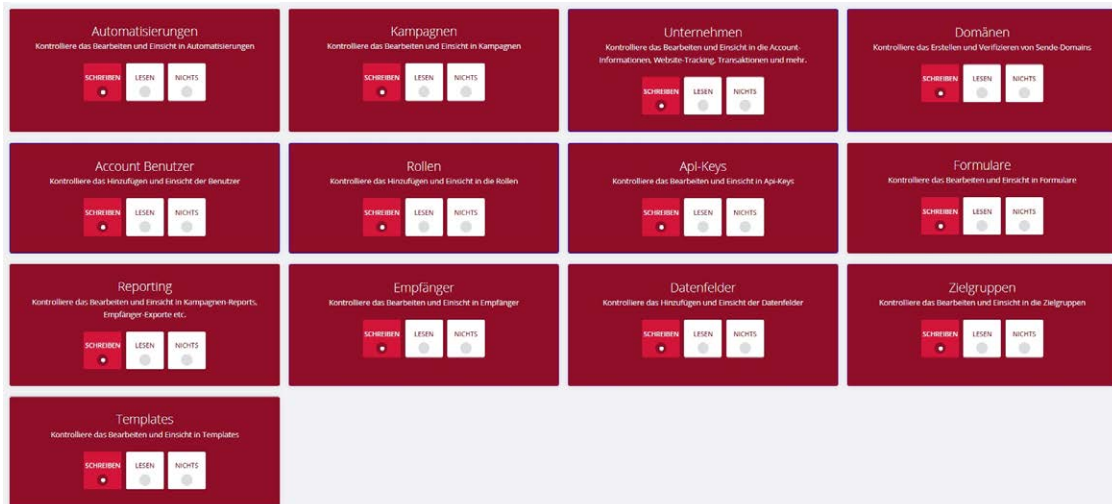 Automatisierungen
Kontrolliere das Bearbeiten und Einsicht in Automatisierungen
SCHREIBEN LESEN NICHTS
Kampagnen
Kontrolliere das Bearbeiten und Einsicht in Kampagnen
SCHREIBEN LESEN NICHTS
Unternehmen
Kontrolliere das Bearbeiten und Einsicht in die Account-
Informationen, Website-Tracking, Transaktionen und mehr.
SCHREIBEN LESEN NICHTS
Domänen
Kontrolliere das Erstellen und Verifizieren von Sende-Domains
SCHREIBEN LESEN NICHTS
Account Benutzer
Kontrolliere das Hinzufügen und Einsicht der Benutzer
SCHREIBEN LESEN NICHTS
Rollen
Kontrolliere das Hinzufügen und Einsicht in die Rollen
SCHREIBEN LESEN NICHTS
Api-Keys
Kontrolliere das Bearbeiten und Einsicht in Api-Keys
SCHREIBEN LESEN NICHTS
Formulare
Kontrolliere das Bearbeiten und Einsicht in Formulare
SCHREIBEN LESEN NICHTS
Reporting
Kontrolliere das Bearbeiten und Einsicht in Kampagnen-Reports,
Empfänger-Exporte etc.
SCHREIBEN LESEN NICHTS
Empfänger
Kontrolliere das Bearbeiten und Einischt in Empfänger
SCHREIBEN LESEN NICHTS
Datenfelder
Kontrolliere das Hinzufügen und Einsicht der Datenfelder
SCHREIBEN LESEN NICHTS
Zielgruppen
Kontrolliere das Bearbeiten und Einsicht in die Zielgruppen
SCHREIBEN LESEN NICHTS
Templates
Kontrolliere das Bearbeiten und Einsicht in Templates
SCHREIBEN LESEN NICHTS